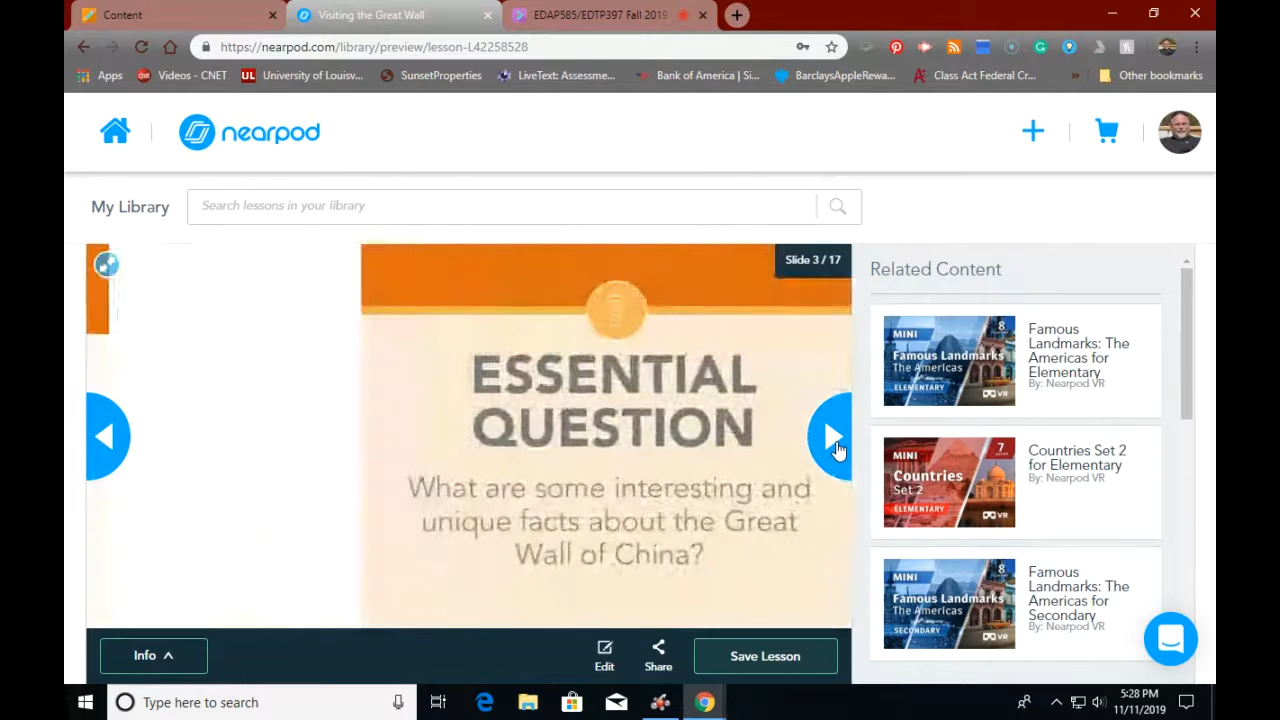 Content
Visiting the Great Wall
EDAP585/EDTP397 Fall 2019
https://nearpod.com/library/preview/lesson-L42258528
Apps
Videos - CNET
University of Louisv...
SunsetProperties
LiveText: Assessme...
Bank of America | Si...
BarclaysAppleRewa...
Class Act Federal Cr...
»
Other bookmarks
nearpod
My Library
Search lessons in your library
Slide 3 / 17
ESSENTIAL
QUESTION
What are some interesting and
unique facts about the Great
Wall of China?
Info
Edit
Share
Save Lesson
Related Content
MINI
8
Famous Landmarks
The Americas
ELEMENTARY
VR
Famous
Landmarks: The
Americas for
Elementary
By: Nearpod VR
MINI
7
Countries
Set 2
ELEMENTARY
VR
Countries Set 2
for Elementary
By: Nearpod VR
MINI
8
Famous Landmarks
The Americas
SECONDARY
VR
Famous
Landmarks: The
Americas for
Secondary
By: Nearpod VR
Type here to search
5:28 PM
11/11/2019